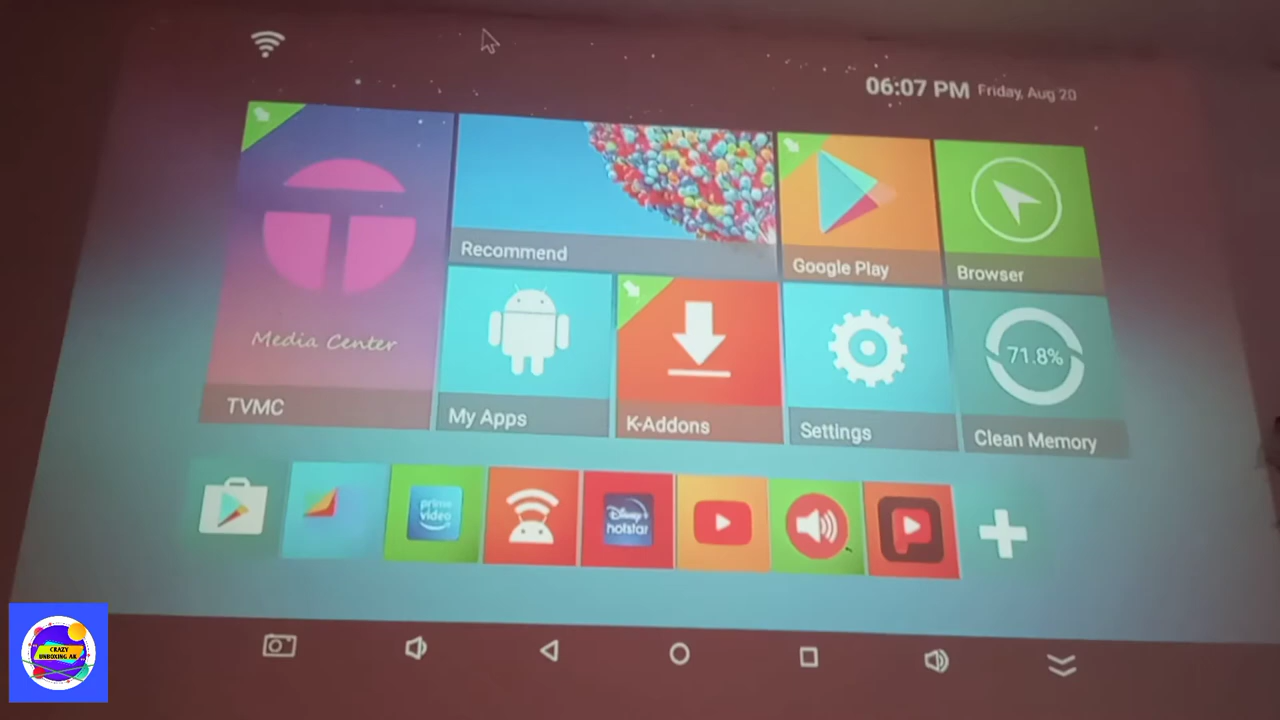 06:07 PM Friday, Aug 20
Recommend
Google Play
Browser
Media Center
71.8%
TVMC
My Apps
K-Addons
Settings
Clean Memory
prime video
Disney+ hotstar
CRAZY
UNBOXING AK